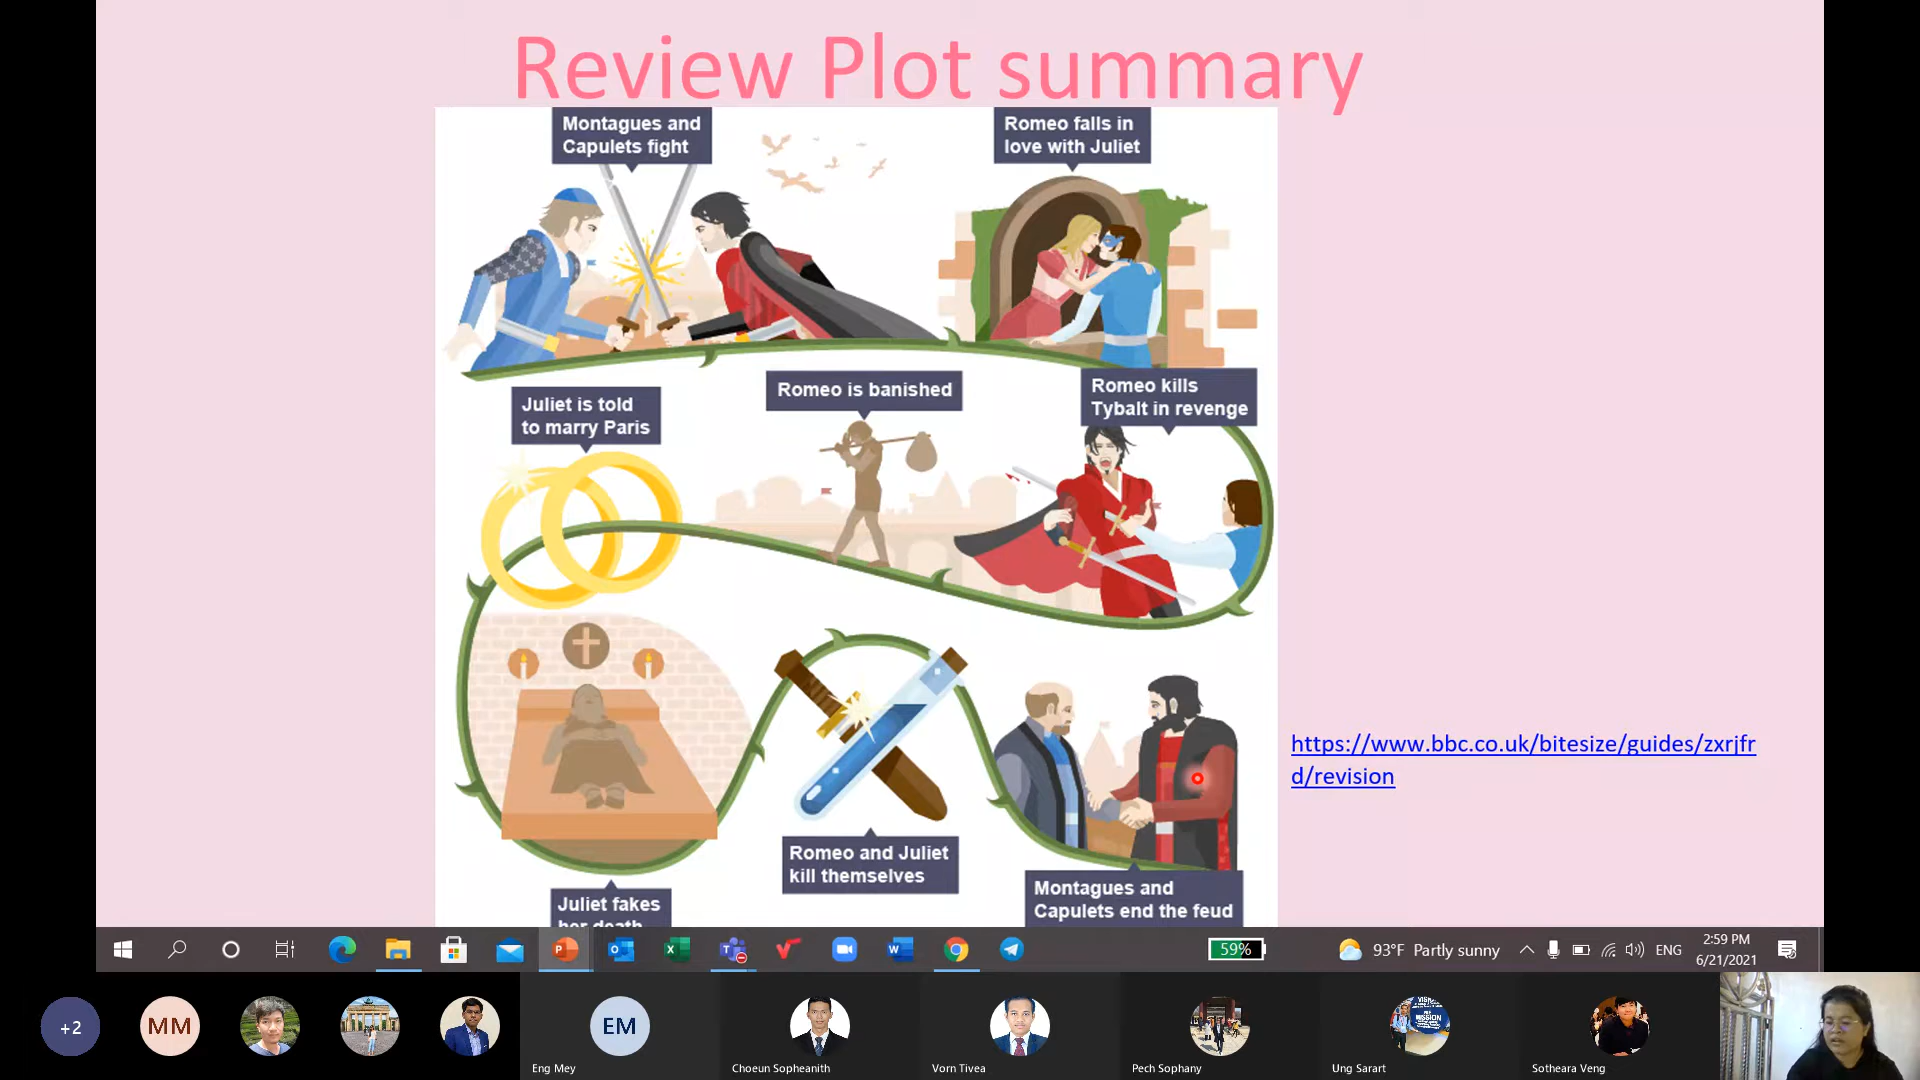 Review Plot summary
Montagues and
Capulets fight
Romeo falls in
love with Juliet
Juliet is told
to marry Paris
Romeo is banished
Romeo kills
Tybalt in revenge
Juliet fakes
her death
Romeo and Juliet
kill themselves
Montagues and
Capulets end the feud
https://www.bbc.co.uk/bitesize/guides/zxrjfr
d/revision
59%
93°F Partly sunny
ENG
2:59 PM
6/21/2021
+2
MM
EM
Eng Mey
Choeun Sopheanith
Vorn Tivea
Pech Sophany
Ung Sarart
Sotheara Veng